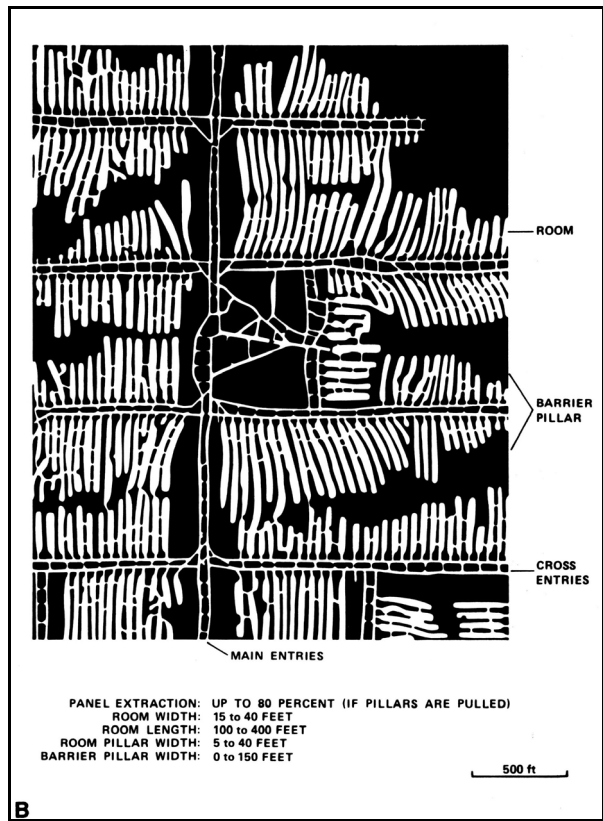 ROOM
BARRIER
PILLAR
CROSS
ENTRIES
MAIN ENTRIES
PANEL EXTRACTION: UP TO 80 PERCENT (IF PILLARS ARE PULLED)
ROOM WIDTH: 15 to 40 FEET
ROOM LENGTH: 100 to 400 FEET
ROOM PILLAR WIDTH: 5 to 40 FEET
BARRIER PILLAR WIDTH: 0 to 150 FEET
500 ft
B